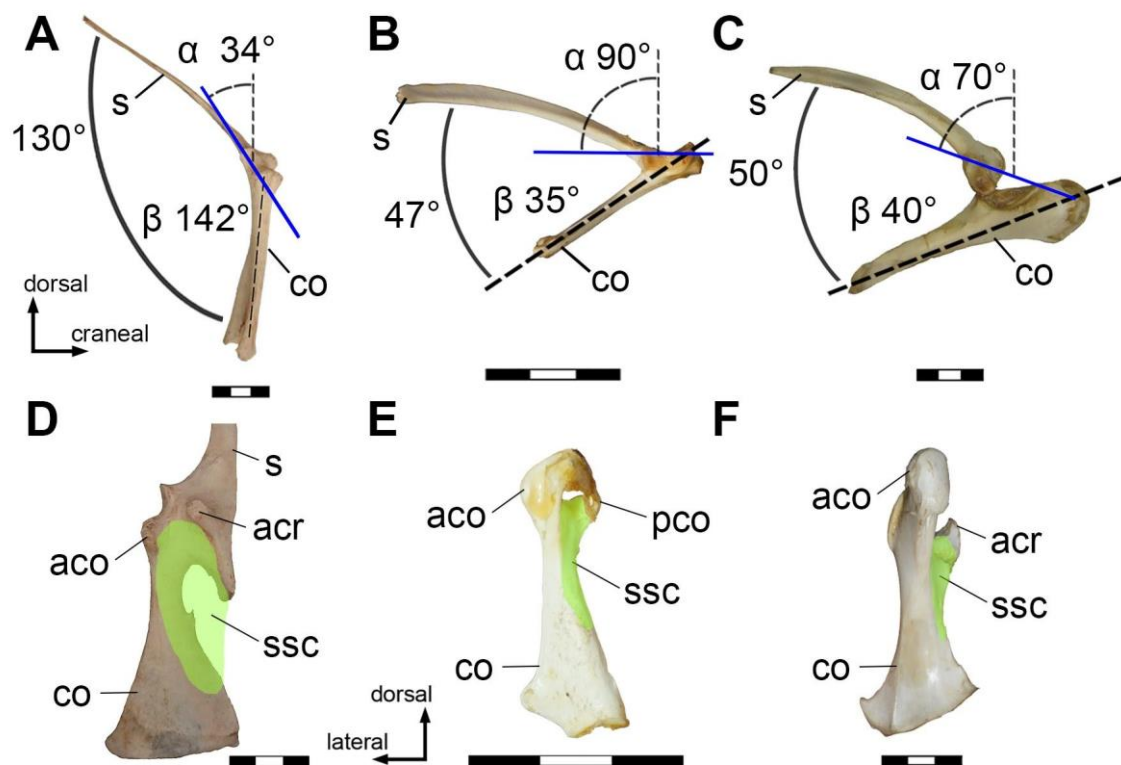 A
α 34°
s
130°
β 142°
co
dorsal
craneal
B
α 90°
s
47°
β 35°
co
C
α 70°
s
50°
β 40°
co
D
s
acr
aco
ssc
co
dorsal
lateral
E
aco
pco
ssc
co
F
aco
acr
ssc
co